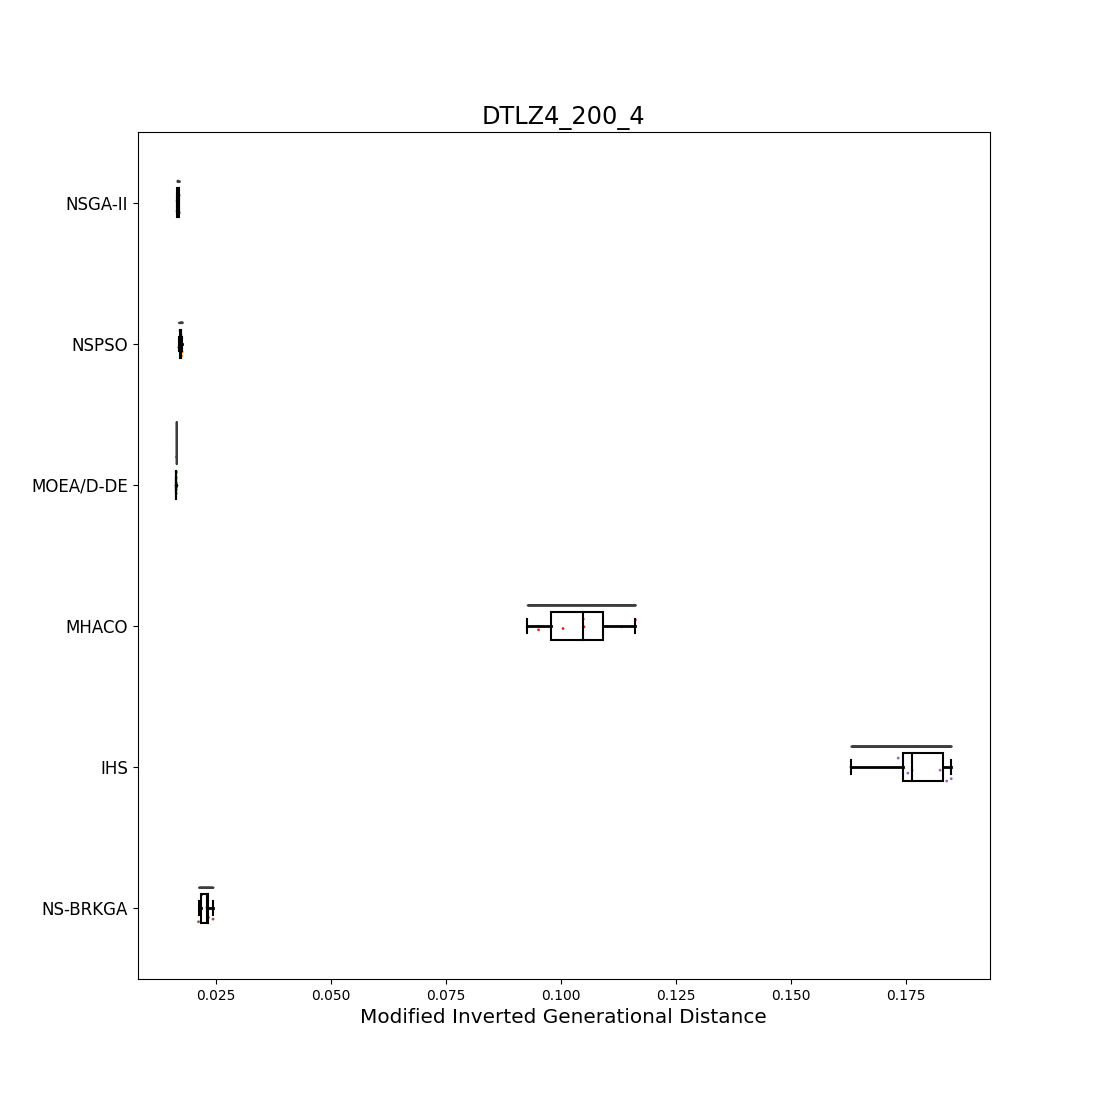 DTLZ4_200_4
NSGA-II
NSPSO
MOEA/D-DE
MHACO
IHS
NS-BRKGA
0.025 0.050 0.075 0.100 0.125 0.150 0.175
Modified Inverted Generational Distance